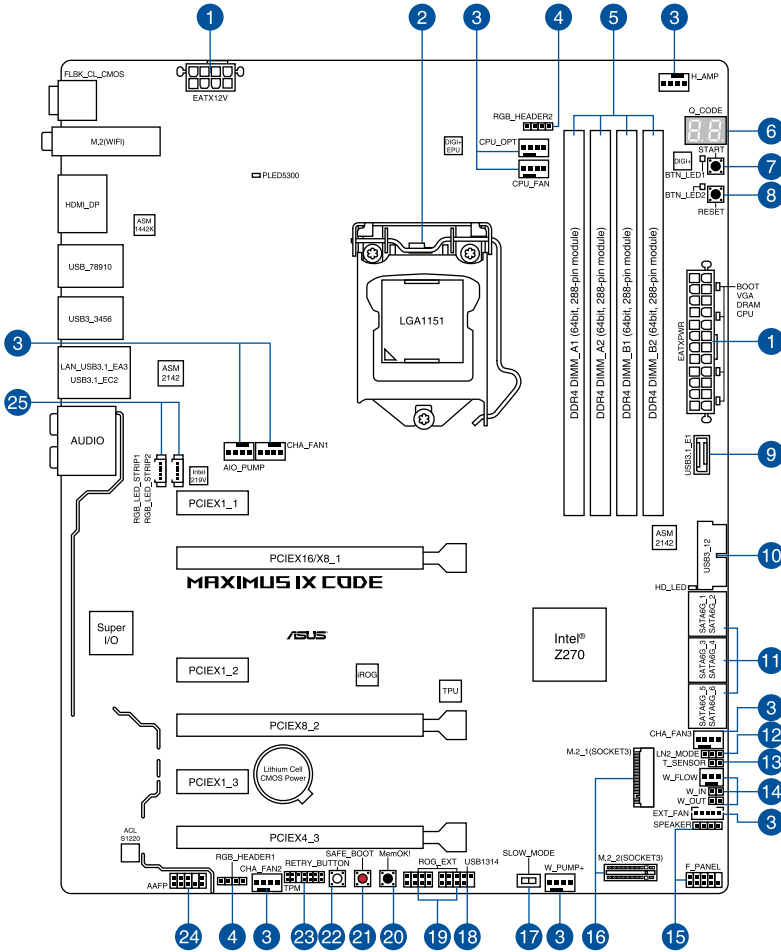 1
2
3
4
5
3
FLBK_CL_CMOS
EATX12V
H_AMP
Q_CODE
88
6
START
RGB_HEADER2
CPU_OPT
DIGI+
EPU
DIGI+
BTN_LED1
7
M.2(WIFI)
PLED5300
CPU_FAN
BTN_LED2
8
RESET
HDMI_DP
ASM
1442K
USB_78910
BOOT
VGA
DRAM
CPU
USB3_3456
LGA1151
DDR4 DIMM_A1 (64bit, 288-pin module)
DDR4 DIMM_A2 (64bit, 288-pin module)
DDR4 DIMM_B1 (64bit, 288-pin module)
DDR4 DIMM_B2 (64bit, 288-pin module)
EATXPWR
1
3
LAN_USB3.1_EA3
USB3.1_EC2
ASM
2142
25
AUDIO
CHA_FAN1
AIO_PUMP
RGB_LED_STRIP1
RGB_LED_STRIP2
Intel
219V
USB3.1_E1
9
PCIEX1_1
ASM
2142
USB3_12
10
PCIEX16/X8_1
MAXIMUS IX CODE
HD_LED
SATA6G_1
SATA6G_2
Super
I/O
ASUS
Intel®
Z270
SATA6G_3
SATA6G_4
11
PCIEX1_2
iROG
TPU
SATA6G_5
SATA6G_6
3
PCIEX8_2
CHA_FAN3
12
M.2_1(SOCKET3)
LN2_MODE
T_SENSOR
13
PCIEX1_3
Lithium Cell
CMOS Power
W_FLOW
W_IN
14
W_OUT
EXT_FAN
3
ACL
S1220
PCIEX4_3
SPEAKER
RGB_HEADER1
CHA_FAN2
RETRY_BUTTON
SAFE_BOOT
MemOK!
ROG_EXT
USB1314
SLOW_MODE
W_PUMP+
M.2_2(SOCKET3)
F_PANEL
AAFP
TPM
24
4
3
23
22
21
20
19
18
17
3
16
15